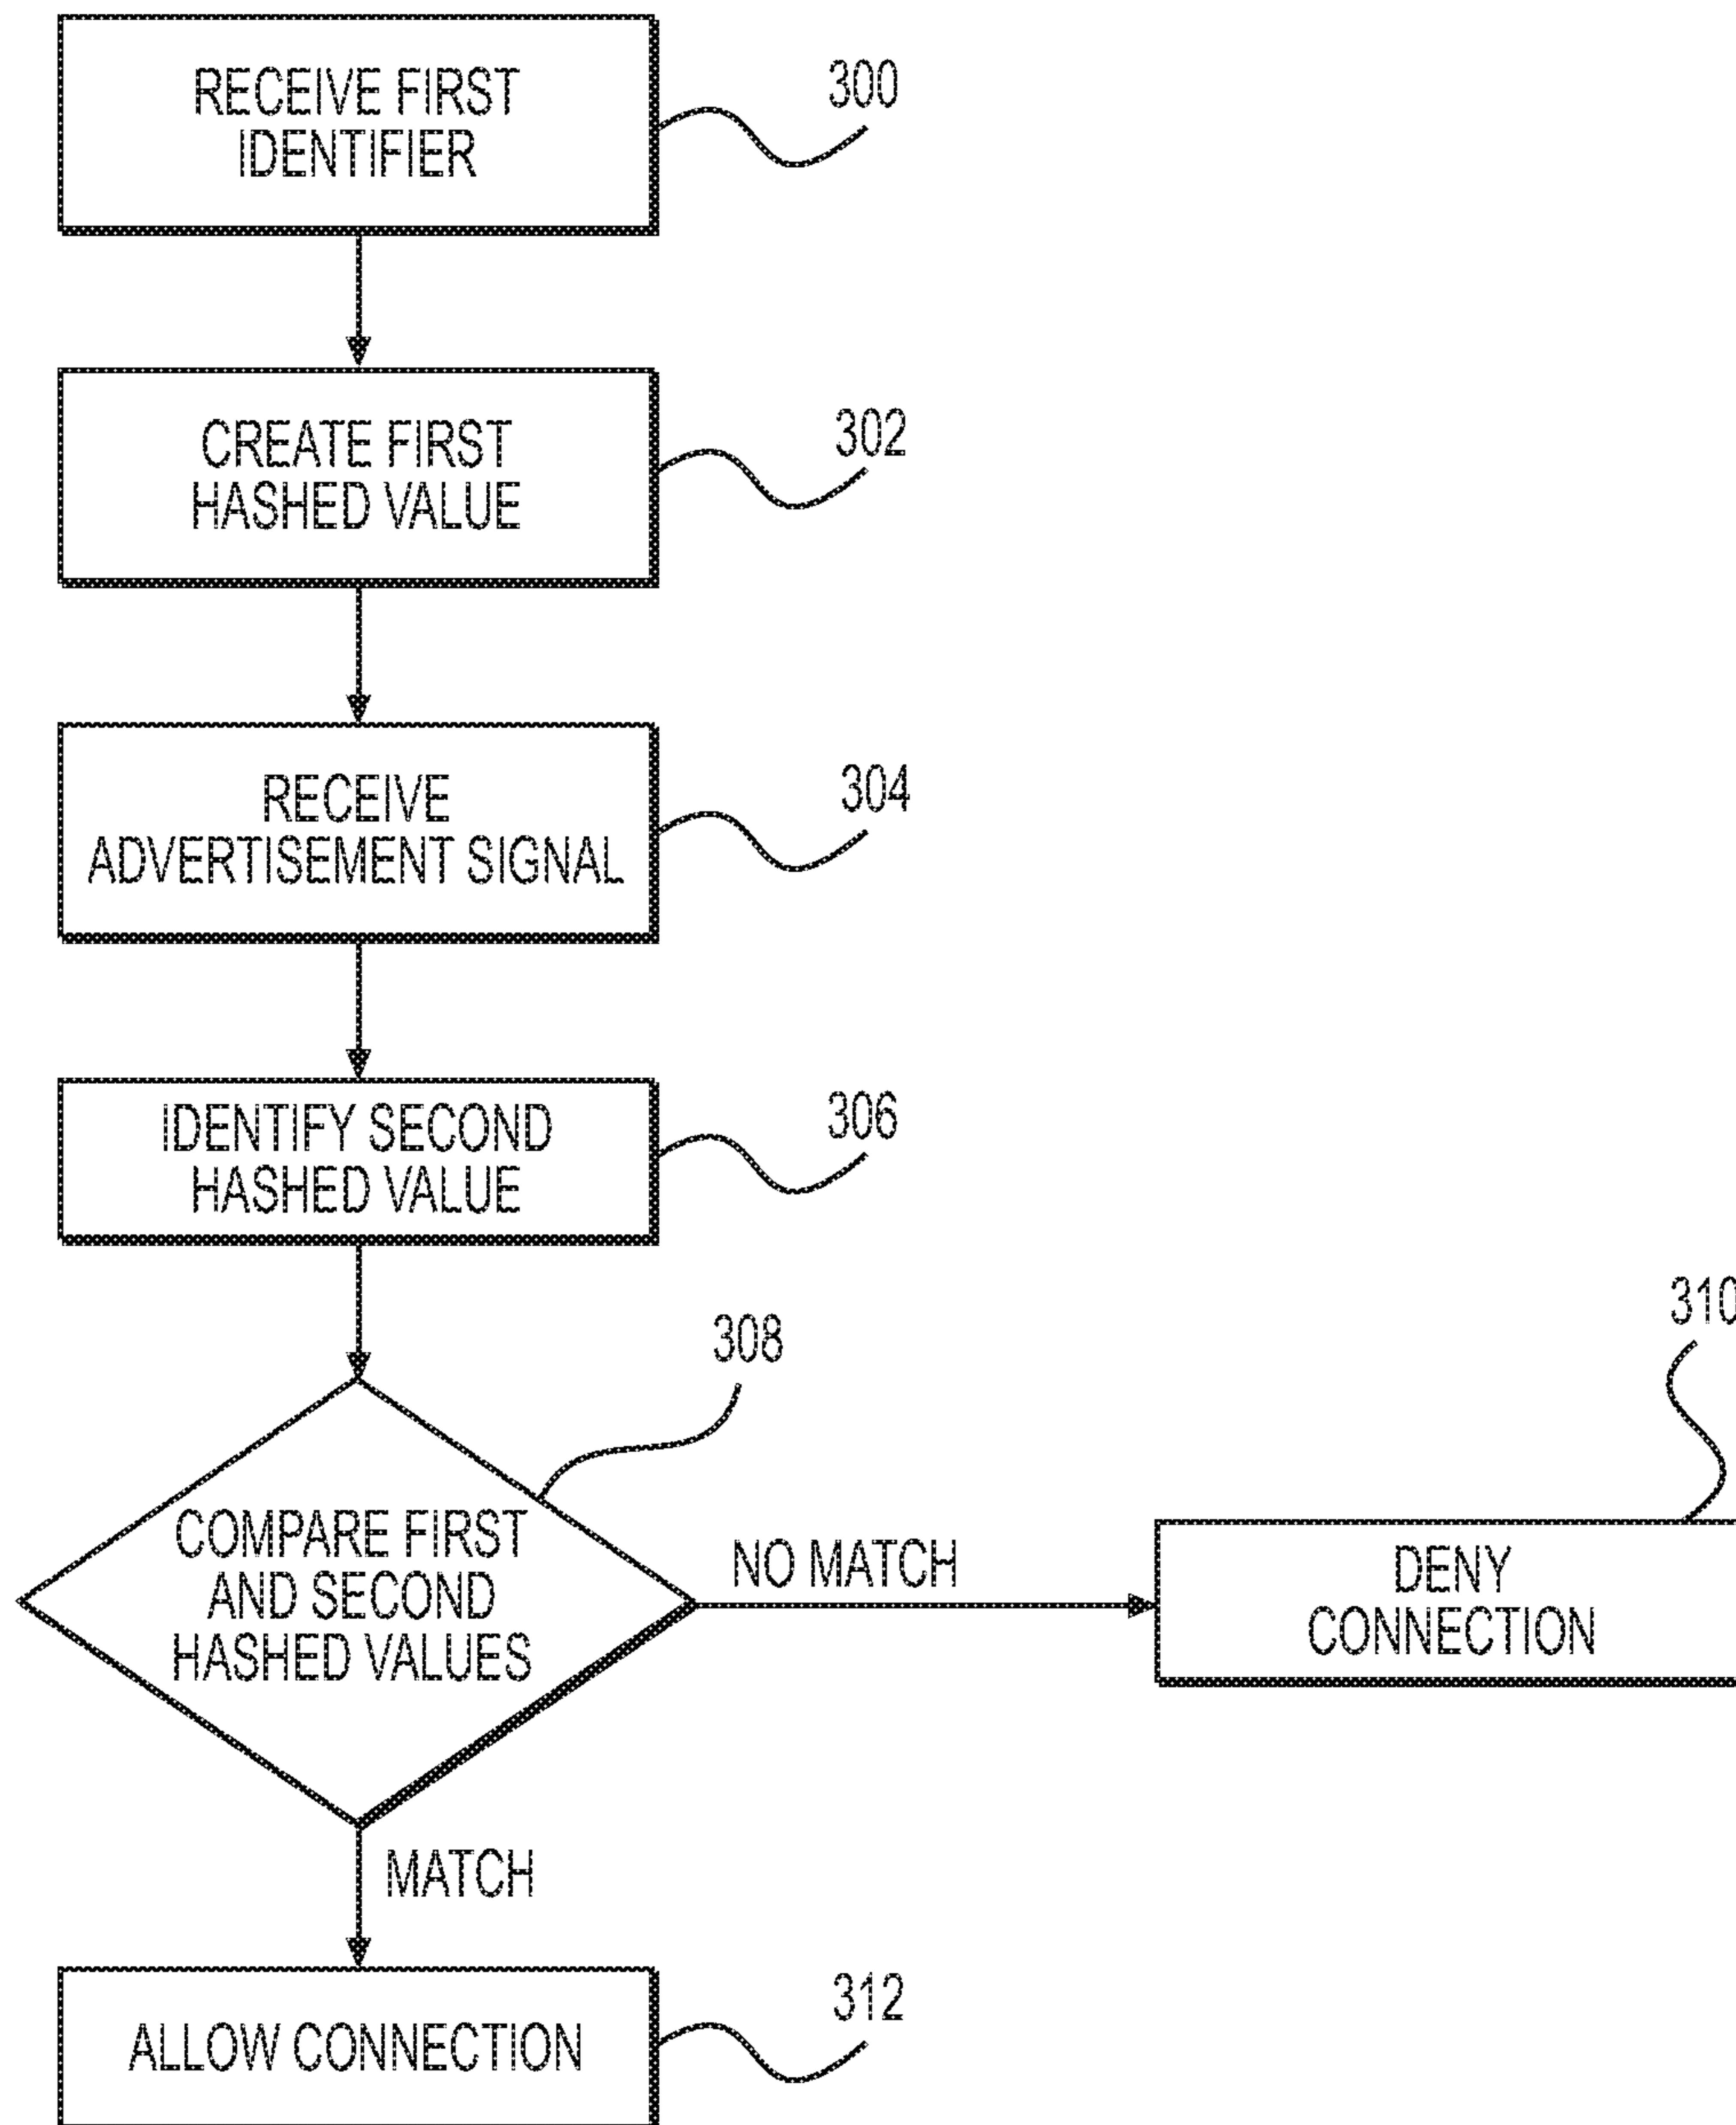 RECEIVE FIRST
IDENTIFIER
300
CREATE FIRST
HASHED VALUE
302
RECEIVE
ADVERTISEMENT SIGNAL
304
IDENTIFY SECOND
HASHED VALUE
306
308
COMPARE FIRST
AND SECOND
HASHED VALUES
NO MATCH
310
DENY
CONNECTION
MATCH
ALLOW CONNECTION
312